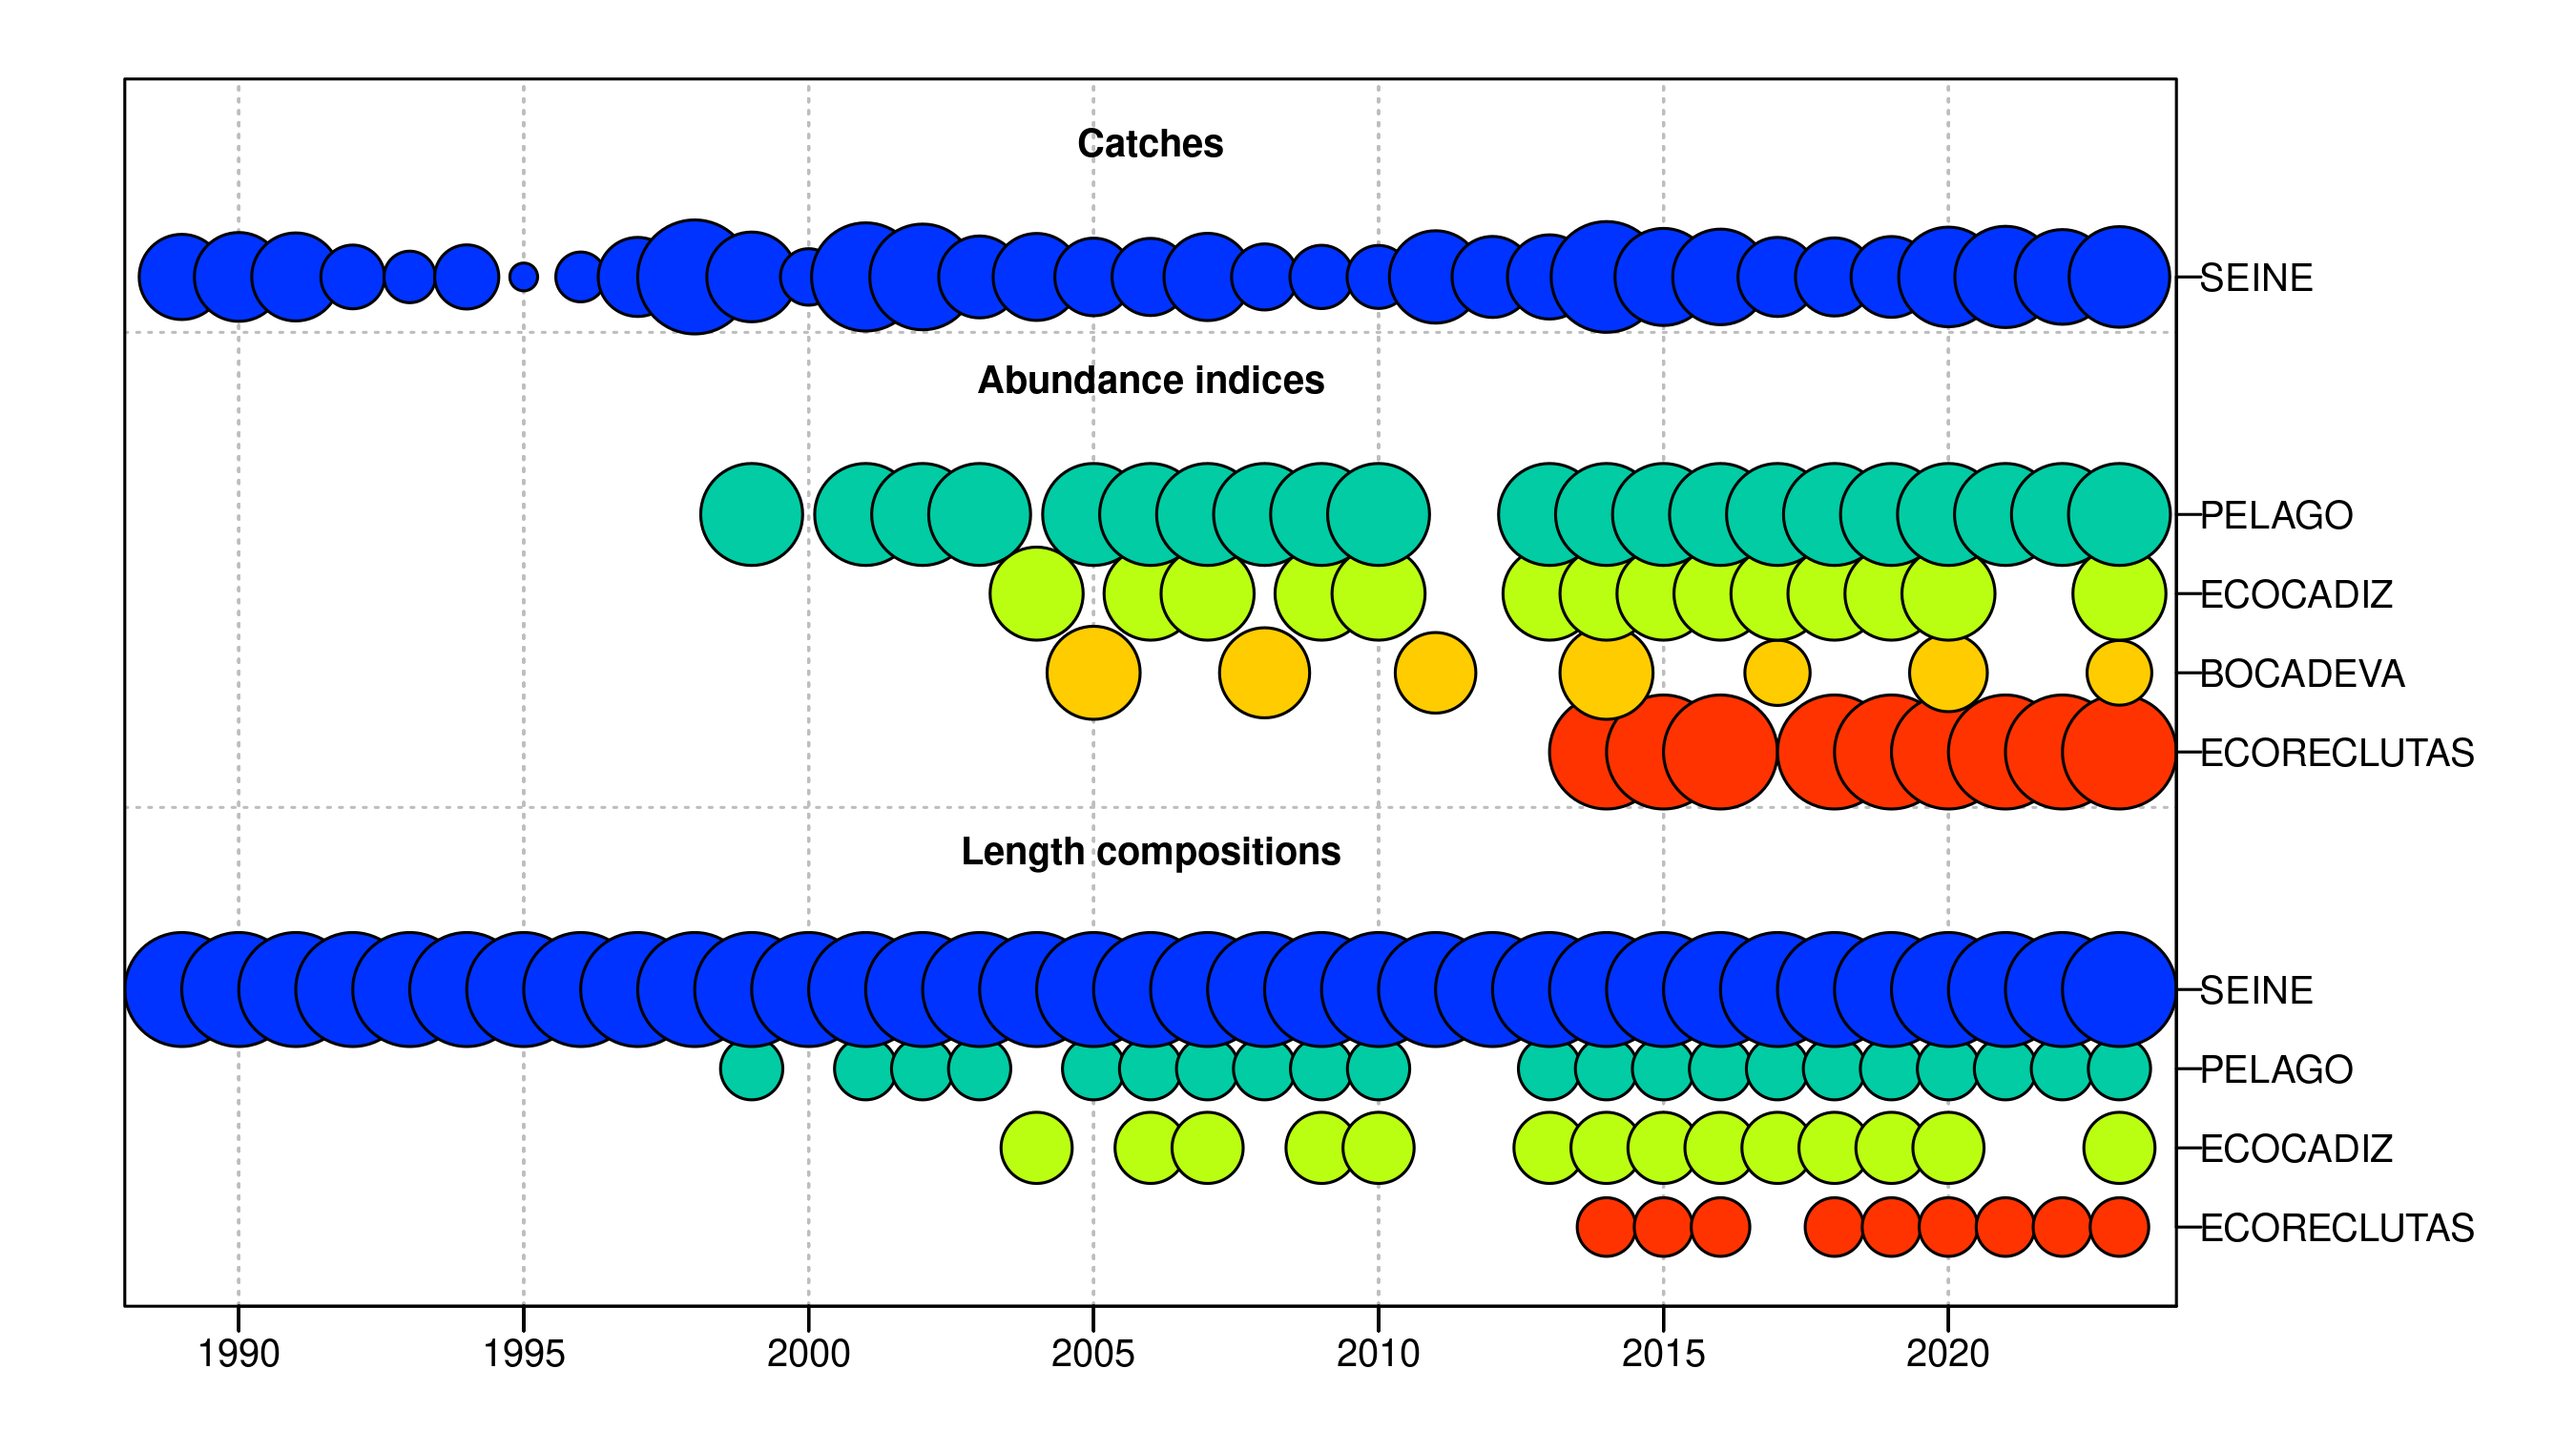 Catches
SEINE
Abundance indices
PELAGO
ECOCADIZ
BOCADEVA
ECORECLUTAS
Length compositions
SEINE
PELAGO
ECOCADIZ
ECORECLUTAS
1990 1995 2000 2005 2010 2015 2020